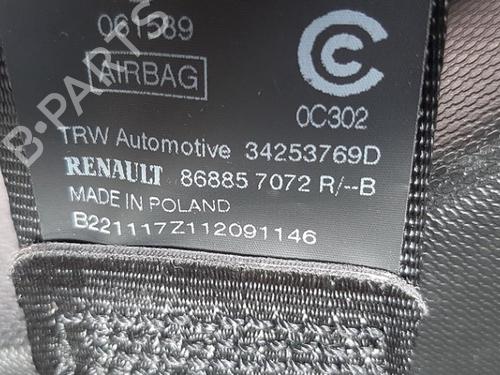 061589
AIRBAG
0C302
TRW Automotive 34253769D
RENAULT 86885 7072 R/--B
MADE IN POLAND
B221117Z112091146
B-PARTS